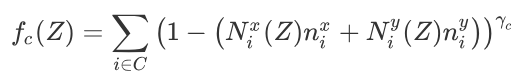 $$f_c(Z) = \sum_{i \in C} \left(1 - \left(N_i^x(Z)n_i^x + N_i^y(Z)n_i^y\right)\right)^{\gamma_c}$$